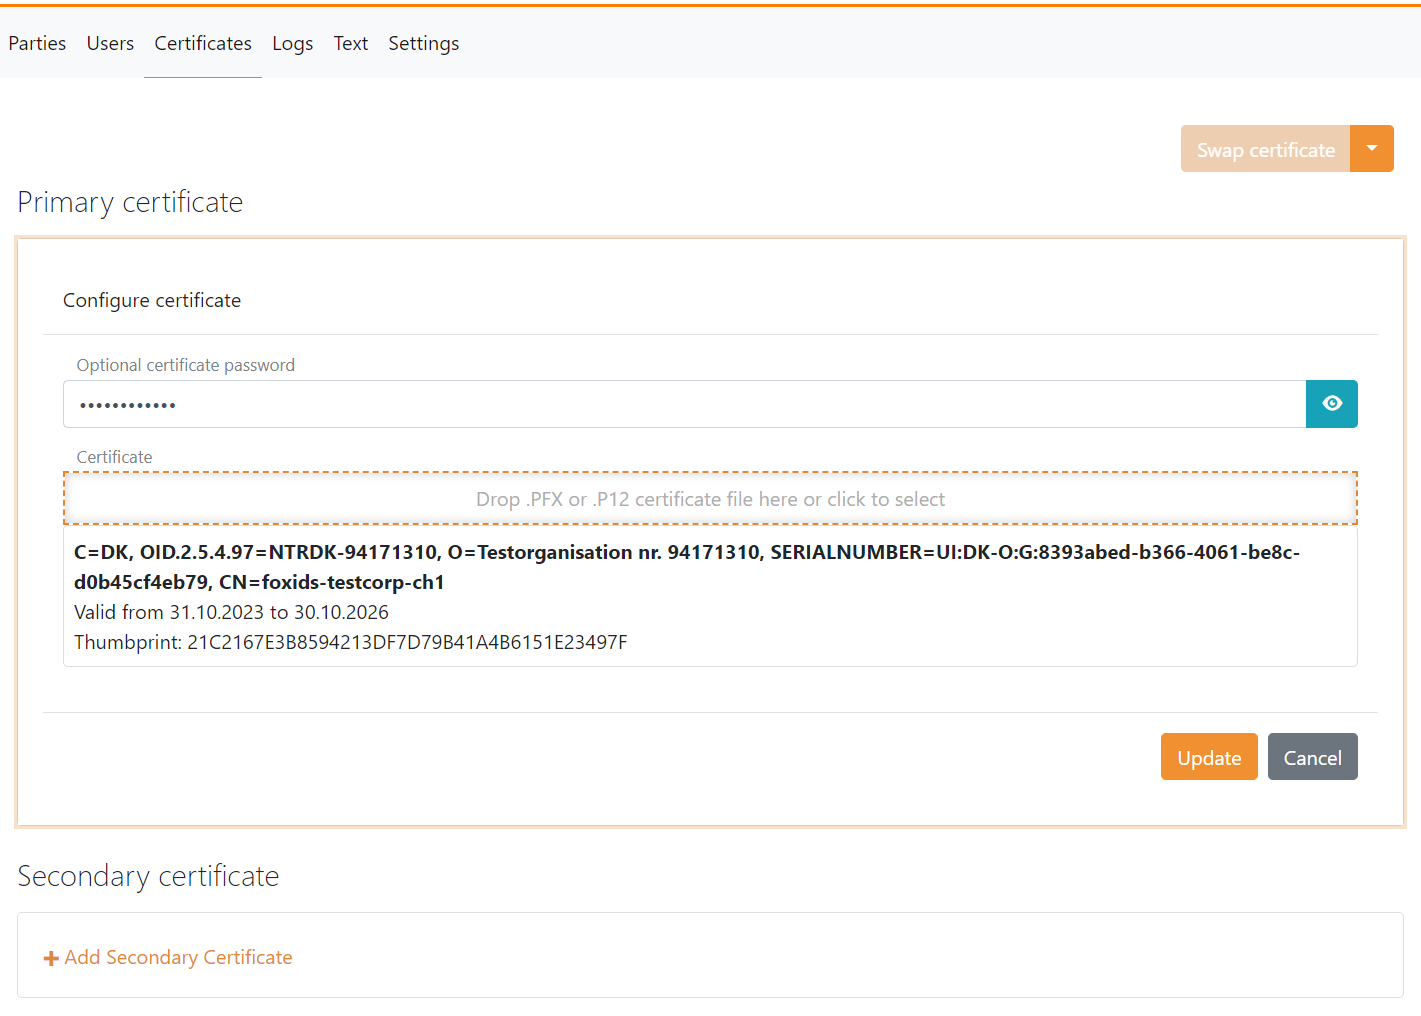 Parties Users Certificates Logs Text Settings
Swap certificate
Primary certificate
Configure certificate
Optional certificate password
••••••••••••
Certificate
Drop .PFX or .P12 certificate file here or click to select
C=DK, OID.2.5.4.97=NTRDK-94171310, O=Testorganisation nr. 94171310, SERIALNUMBER=UI:DK-O:G:8393abed-b366-4061-be8c-
d0b45cf4eb79, CN=foxids-testcorp-ch1
Valid from 31.10.2023 to 30.10.2026
Thumbprint: 21C2167E3B8594213DF7D79B41A4B6151E23497F
Update Cancel
Secondary certificate
Add Secondary Certificate